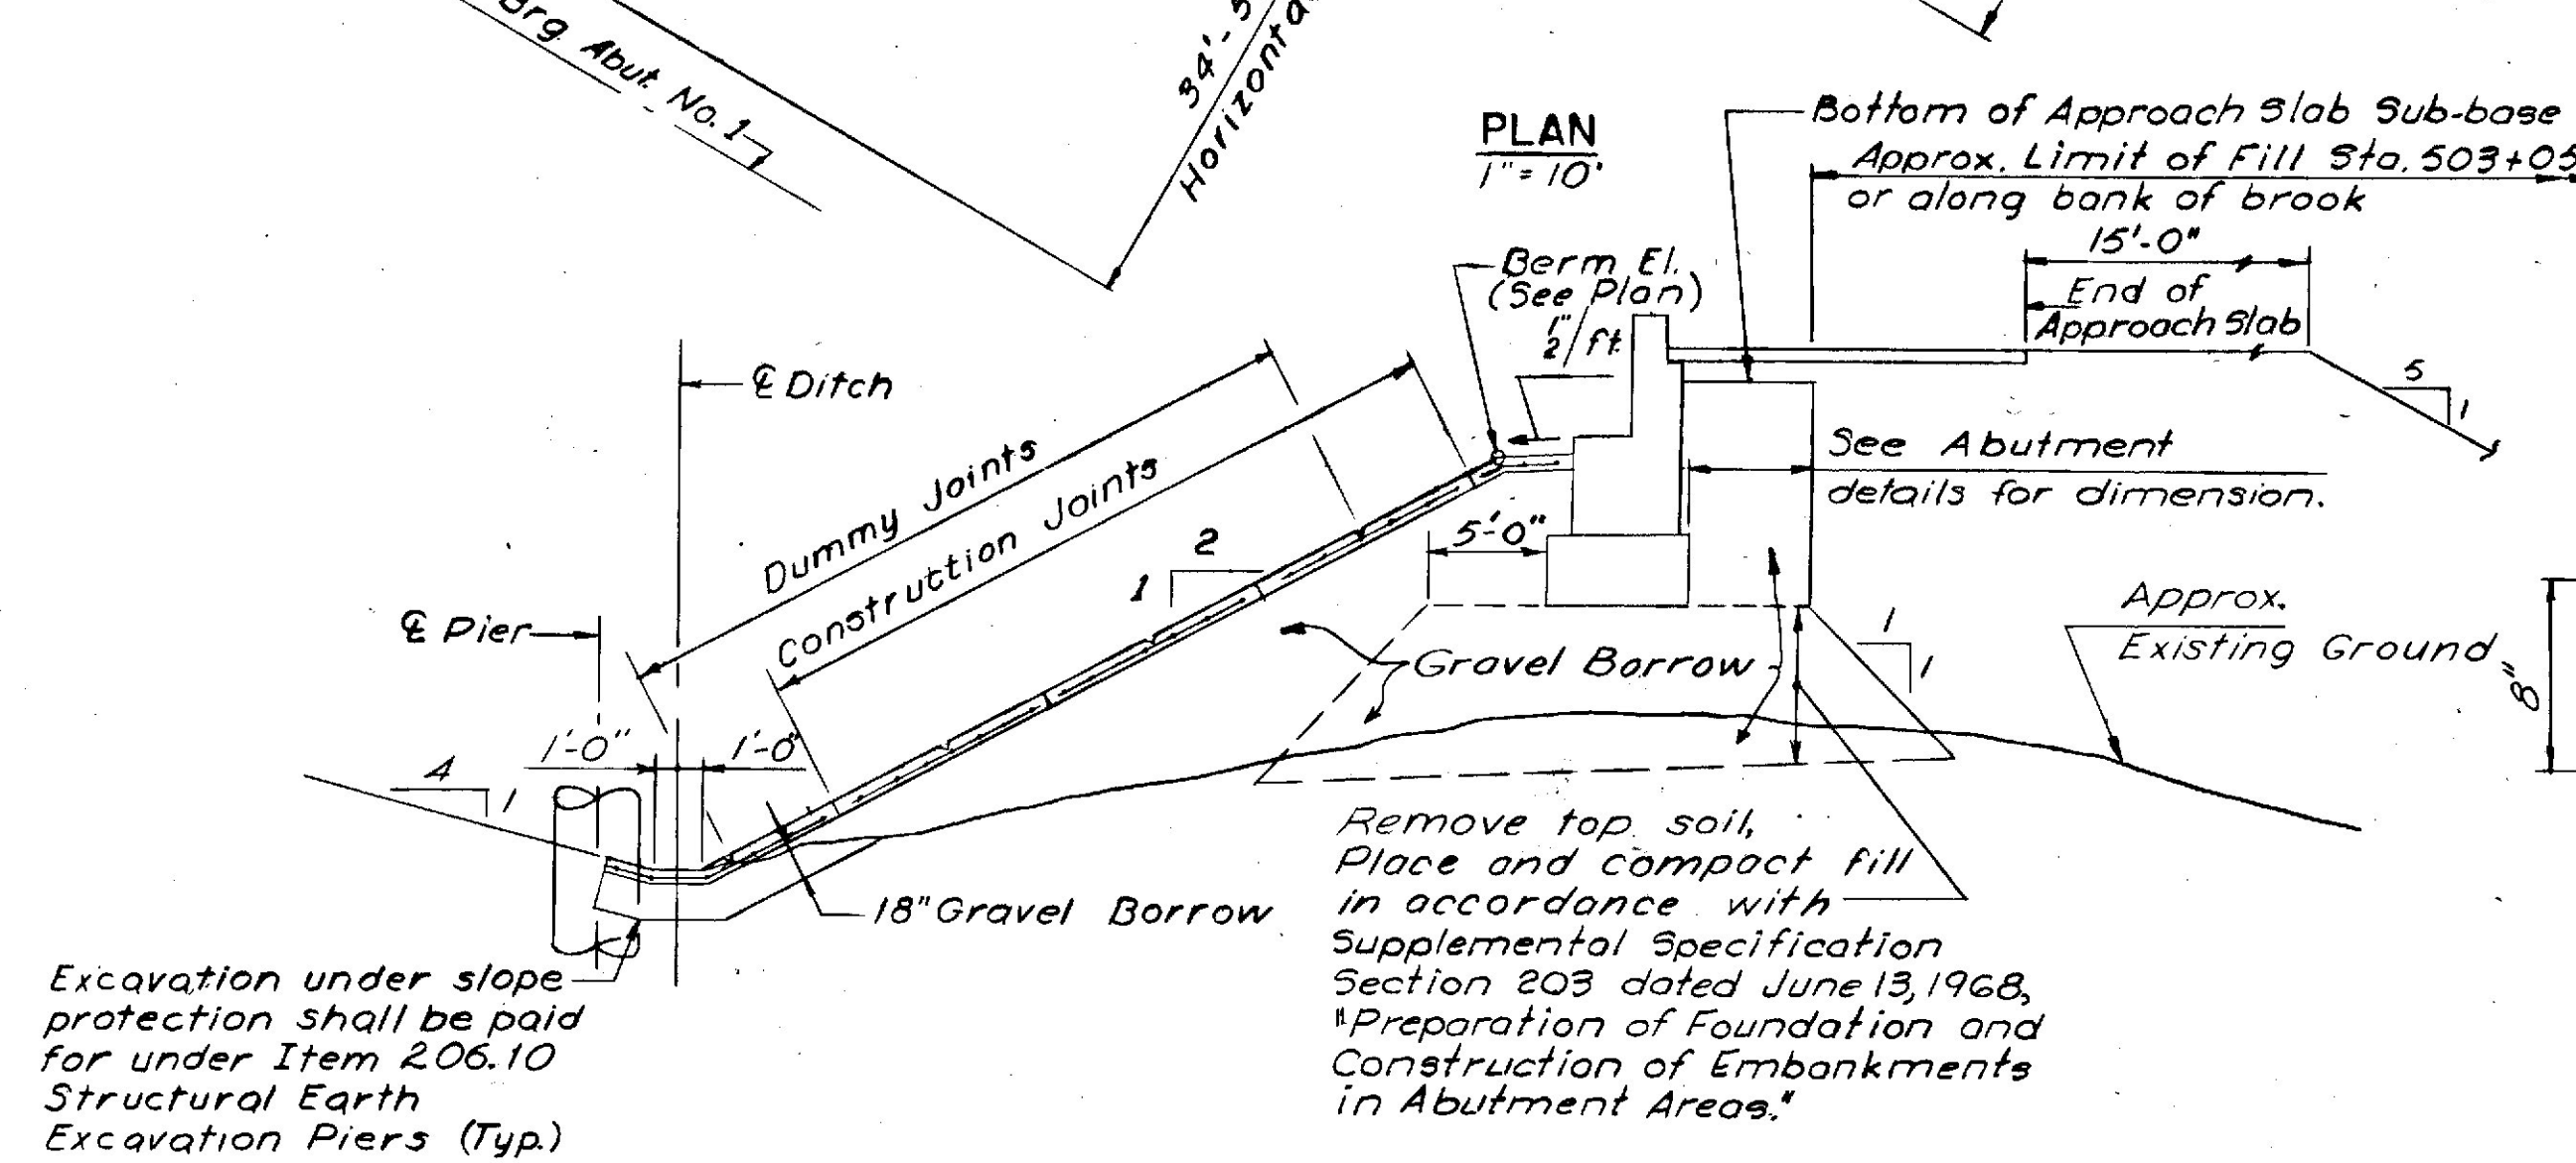 Brg. Abut. No. 1
34'-5
Horizonta
PLAN
1" = 10'
Bottom of Approach Slab Sub-base
Approx. Limit of Fill Sta. 503+05
or along bank of brook
15'-0"
End of
Approach Slab
Berm El.
(See Plan)
1"
2/ft.
5
1
℄ Ditch
See Abutment
details for dimension.
Dummy Joints
Construction Joints
5'-0"
2
1
℄ Pier
Approx.
Existing Ground
8"
1
1
Gravel Borrow
1'-0"
1'-0"
4
1
18" Gravel Borrow
Remove top soil,
Place and compact fill
in accordance with
Supplemental Specification
Section 203 dated June 13, 1968,
"Preparation of Foundation and
Construction of Embankments
in Abutment Areas."
Excavation under slope
protection shall be paid
for under Item 206.10
Structural Earth
Excavation Piers (Typ.)